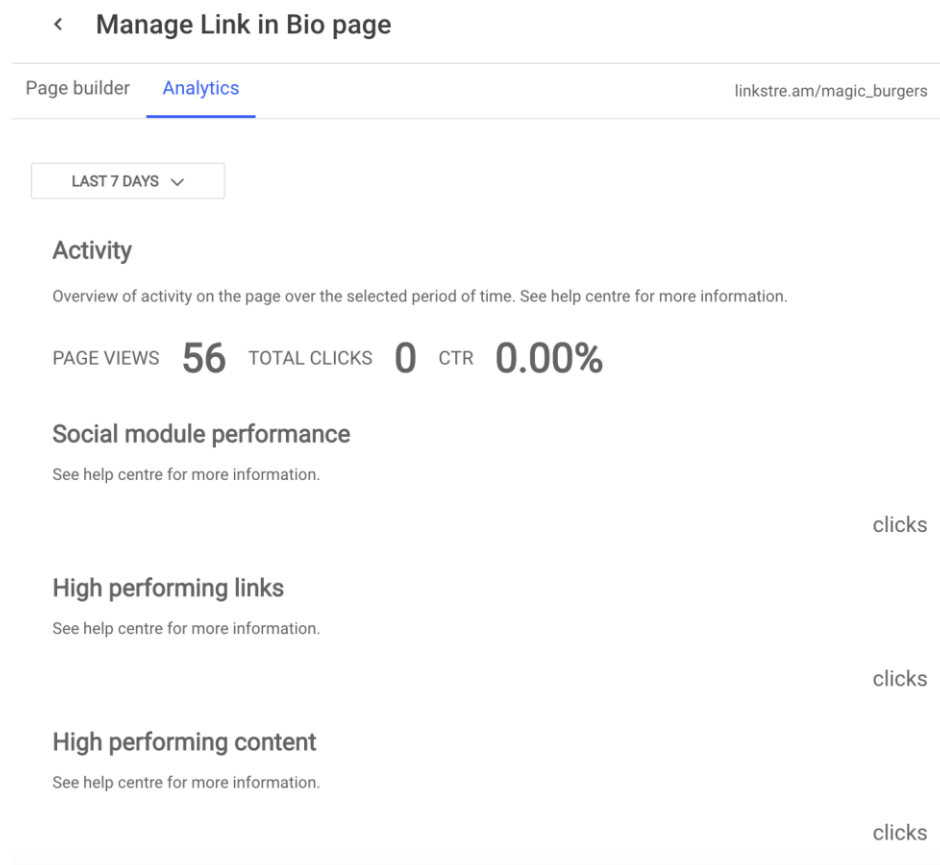 Manage Link in Bio page
Page builder Analytics linkstre.am/magic_burgers
LAST 7 DAYS
Activity
Overview of activity on the page over the selected period of time. See help centre for more information.
PAGE VIEWS 56 TOTAL CLICKS 0 CTR 0.00%
Social module performance
See help centre for more information.
clicks
High performing links
See help centre for more information.
clicks
High performing content
See help centre for more information.
clicks